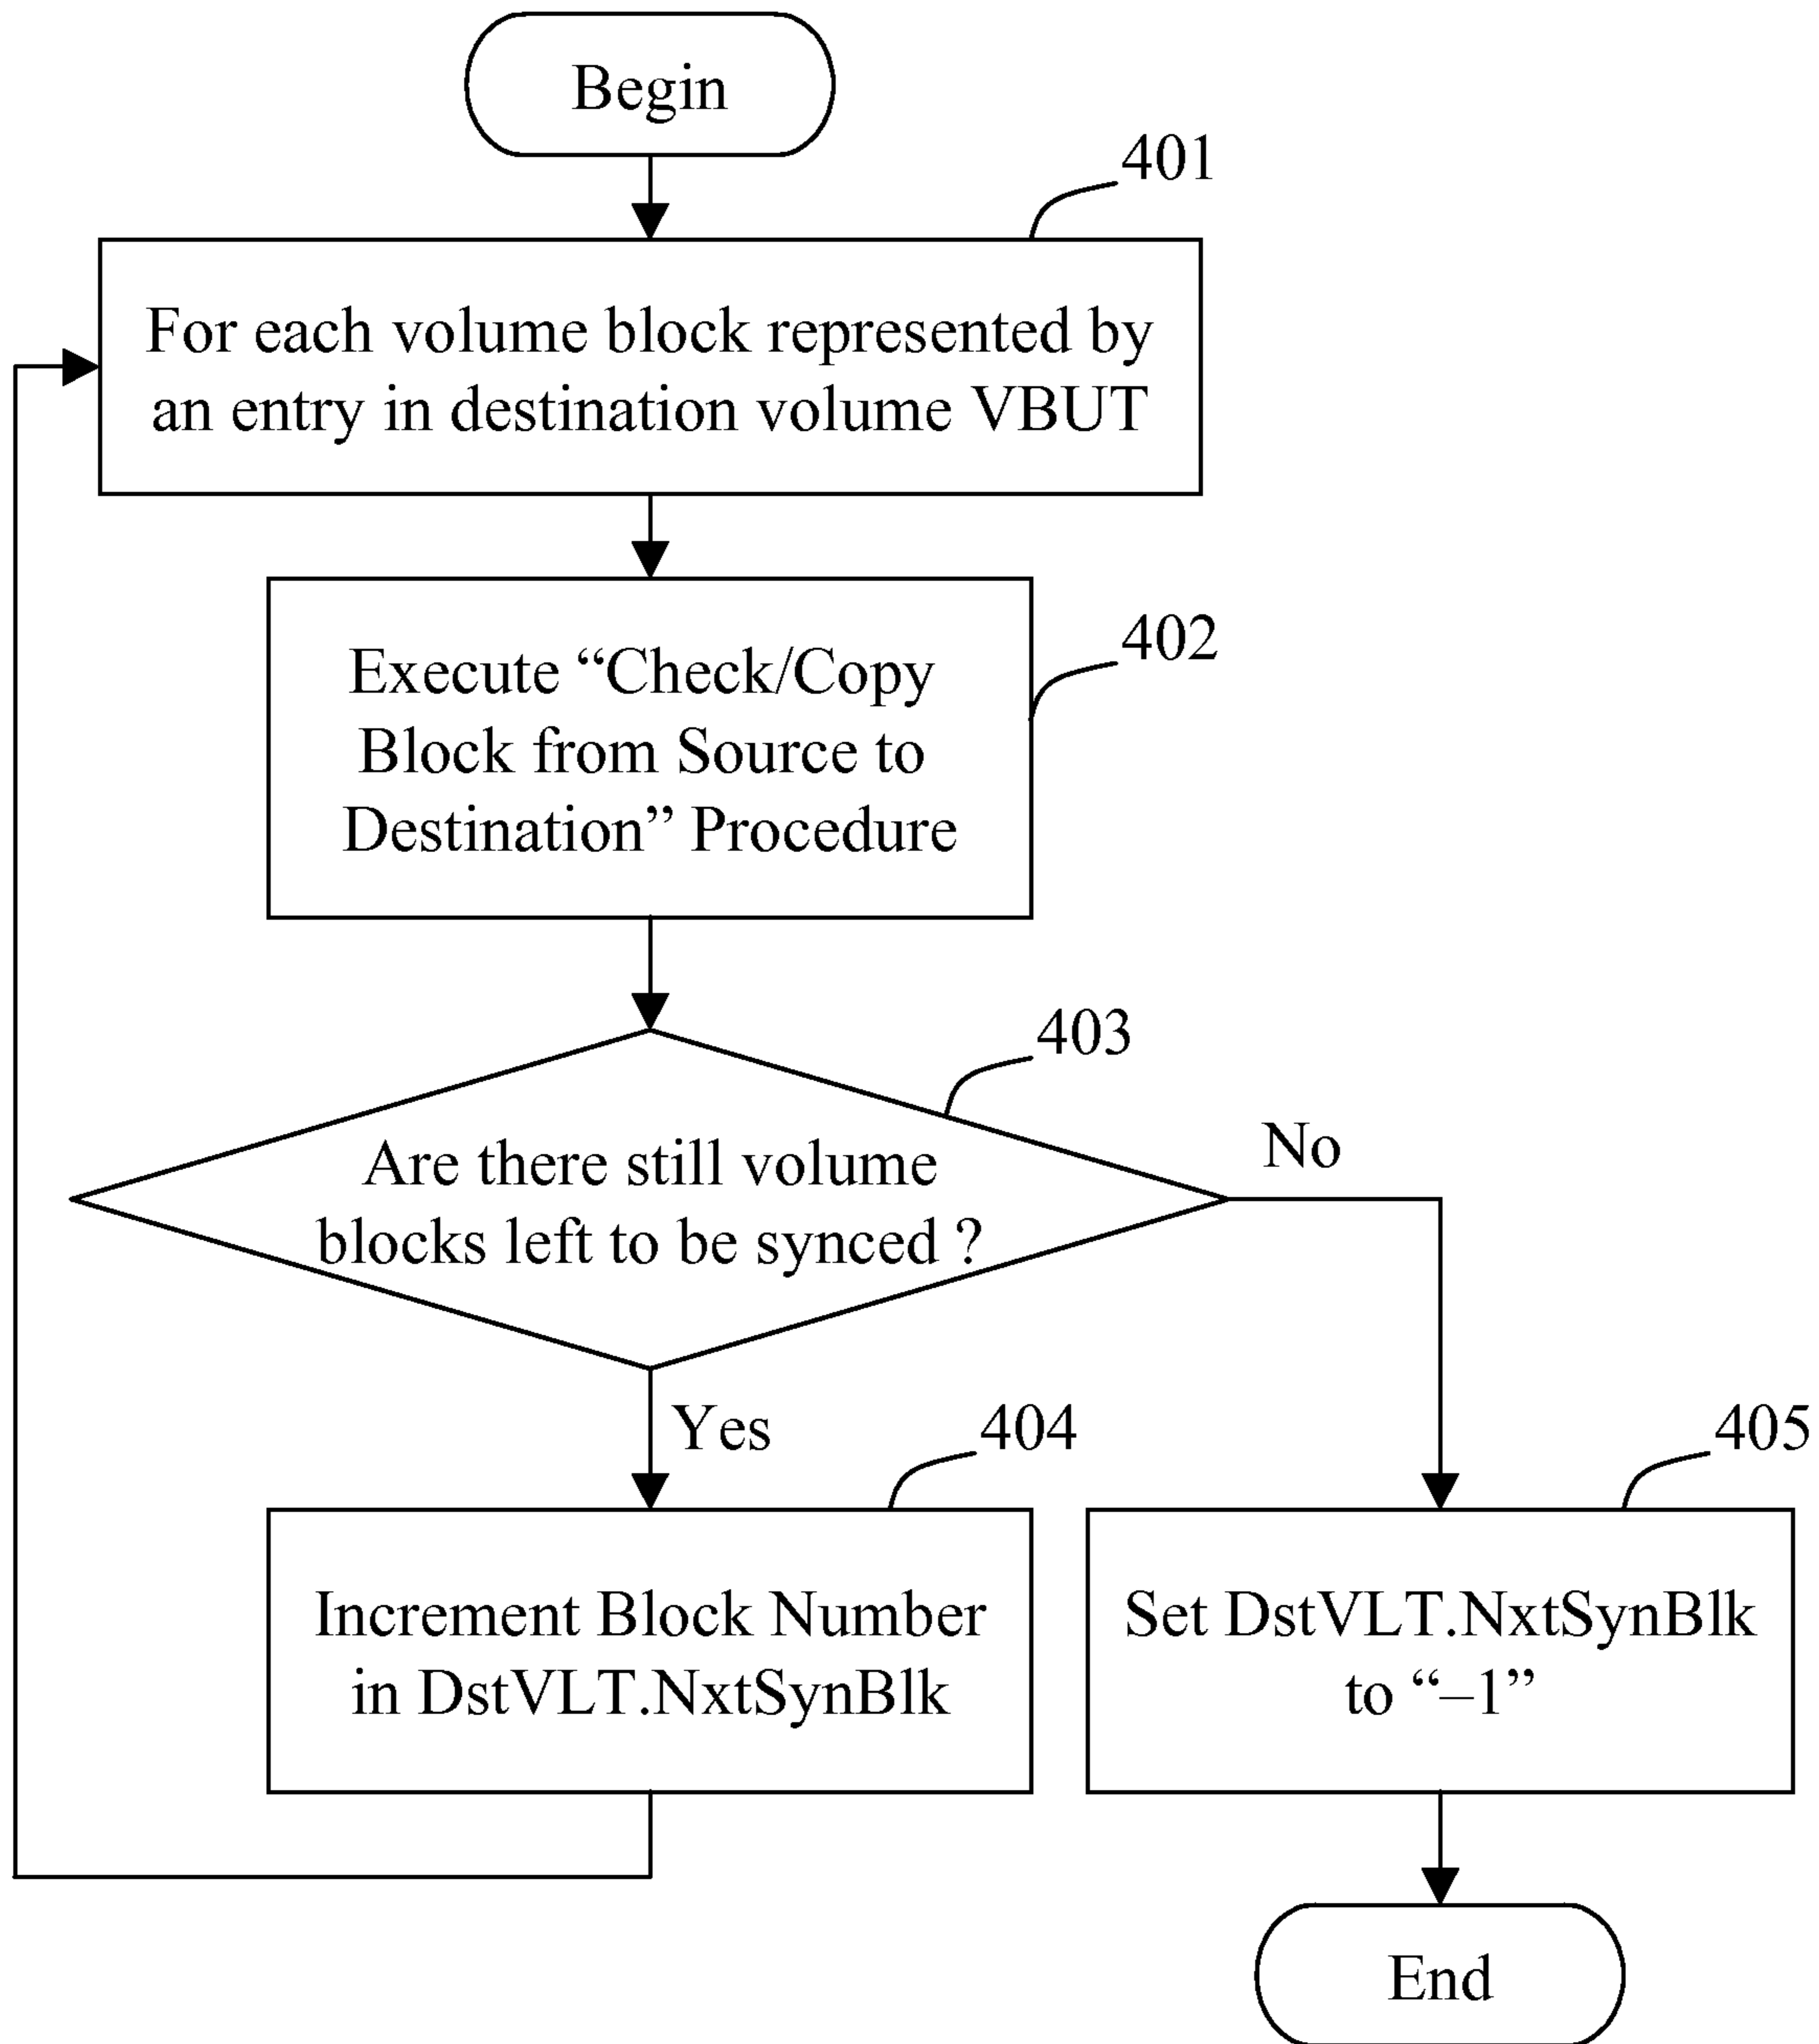 Begin
401
For each volume block represented by
an entry in destination volume VBUT
402
Execute “Check/Copy
Block from Source to
Destination” Procedure
403
Are there still volume
blocks left to be synced ?
No
Yes
404
405
Increment Block Number
in DstVLT.NxtSynBlk
Set DstVLT.NxtSynBlk
to “–1”
End